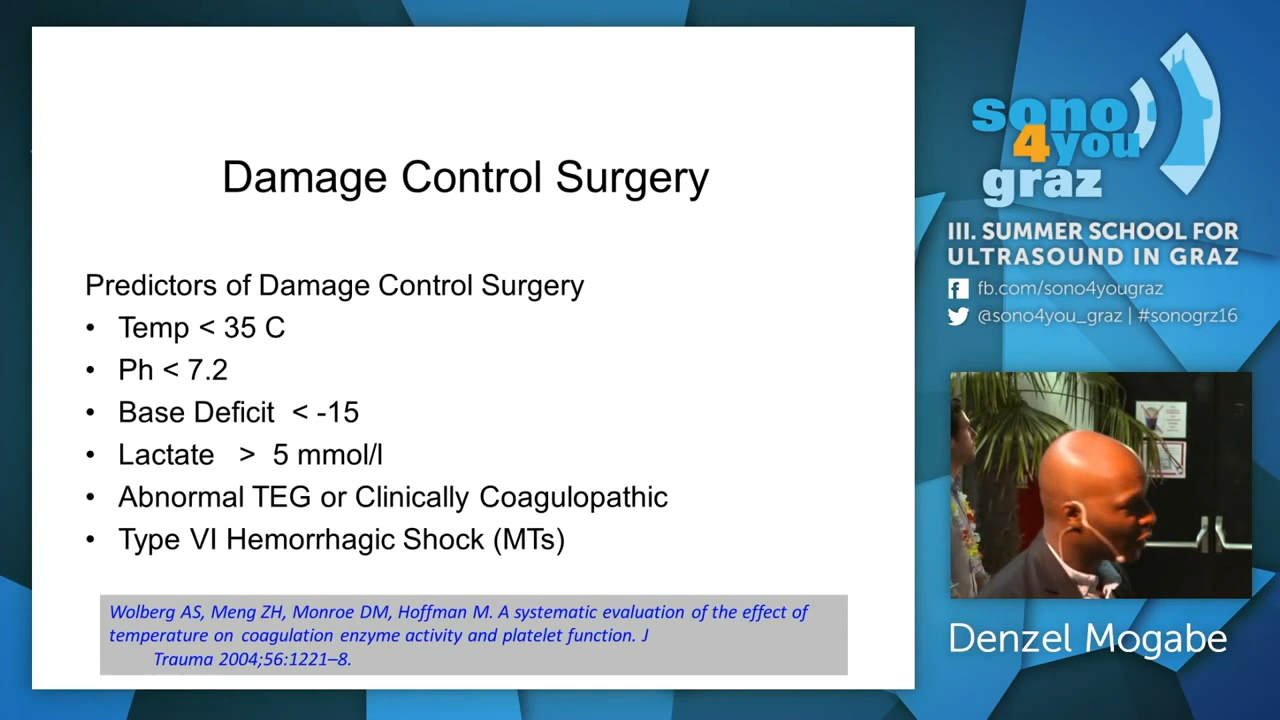 Damage Control Surgery
Predictors of Damage Control Surgery
• Temp < 35 C
• Ph < 7.2
• Base Deficit < -15
• Lactate > 5 mmol/l
• Abnormal TEG or Clinically Coagulopathic
• Type VI Hemorrhagic Shock (MTs)
Wolberg AS, Meng ZH, Monroe DM, Hoffman M. A systematic evaluation of the effect of
temperature on coagulation enzyme activity and platelet function. J
Trauma 2004;56:1221–8.
sono
4you
graz
III. SUMMER SCHOOL FOR
ULTRASOUND IN GRAZ
fb.com/sono4yougraz
@sono4you_graz | #sonogrz16
Denzel Mogabe